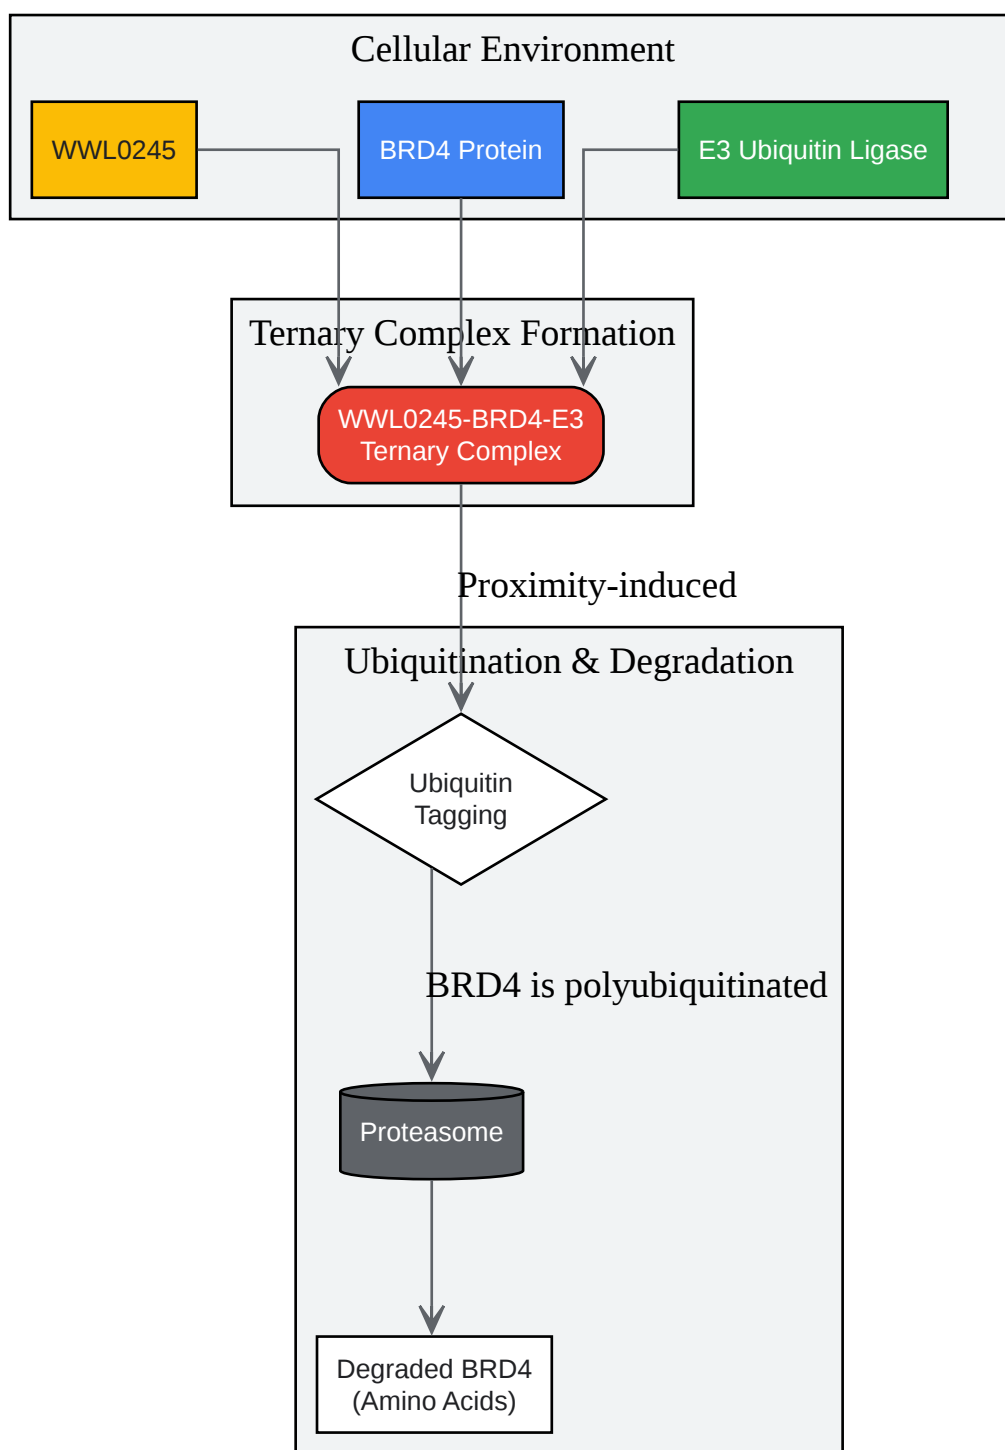 Cellular Environment
WWL0245
BRD4 Protein
E3 Ubiquitin Ligase
Ternary Complex Formation
WWL0245-BRD4-E3
Ternary Complex
Proximity-induced
Ubiquitination & Degradation
Ubiquitin
Tagging
BRD4 is polyubiquitinated
Proteasome
Degraded BRD4
(Amino Acids)